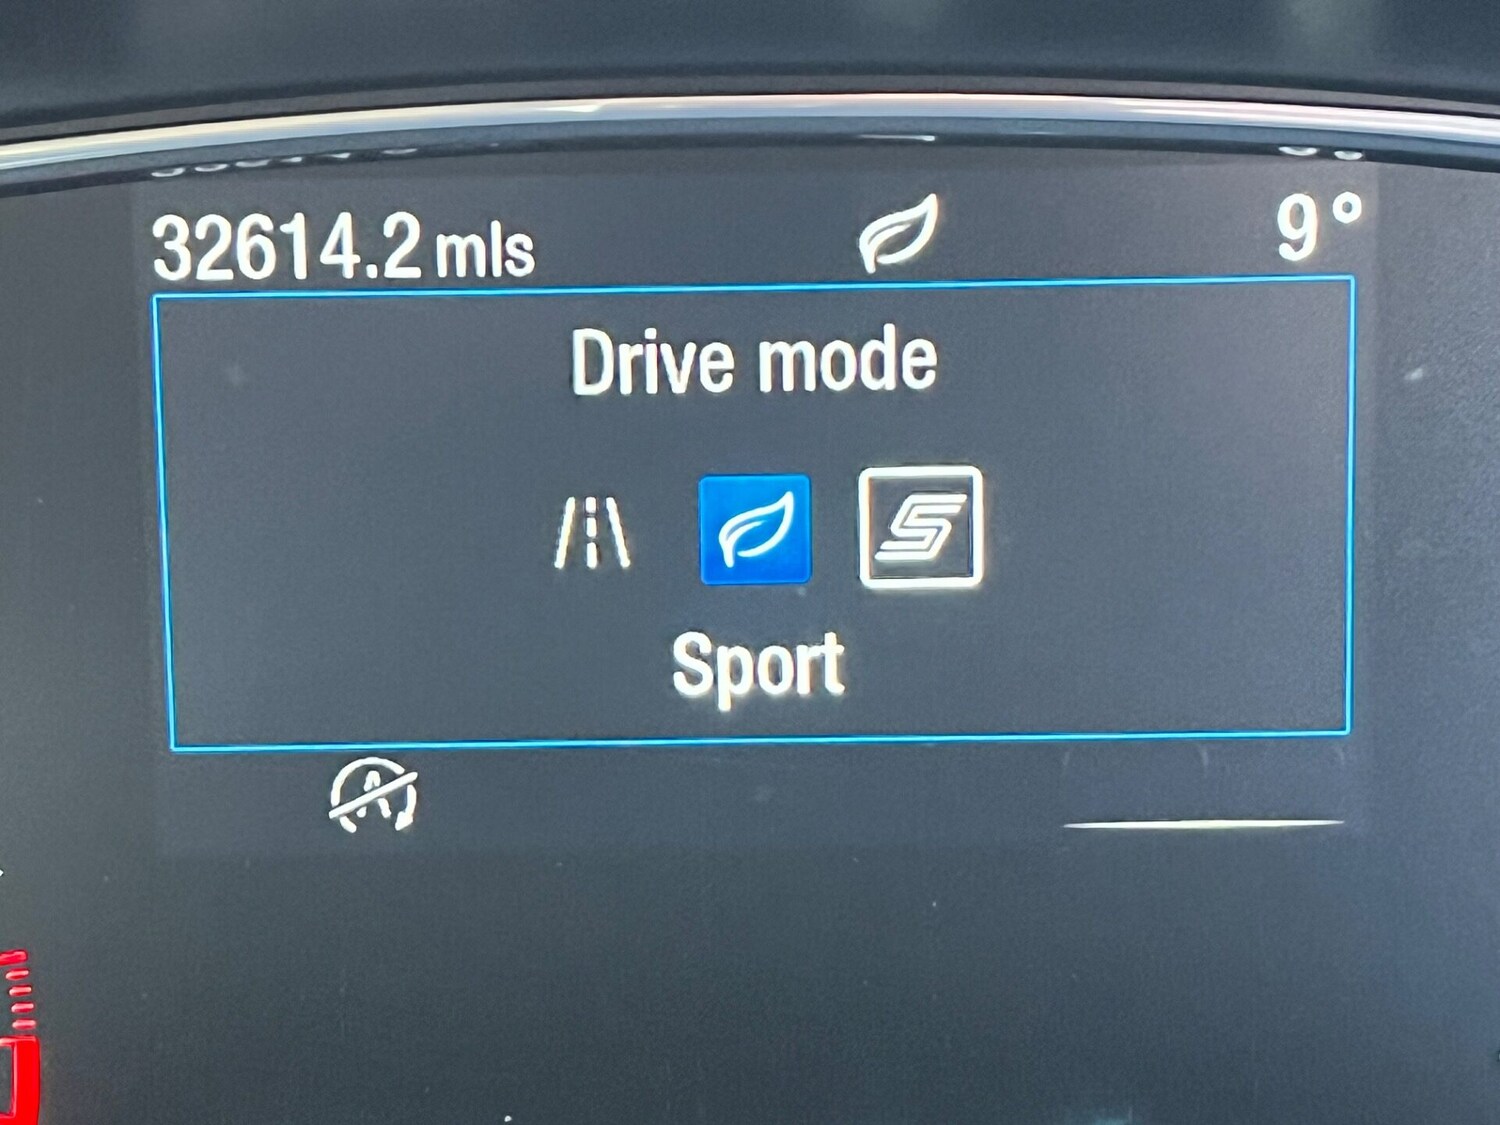 32614.2 mls 9°
Drive mode
S
Sport
A